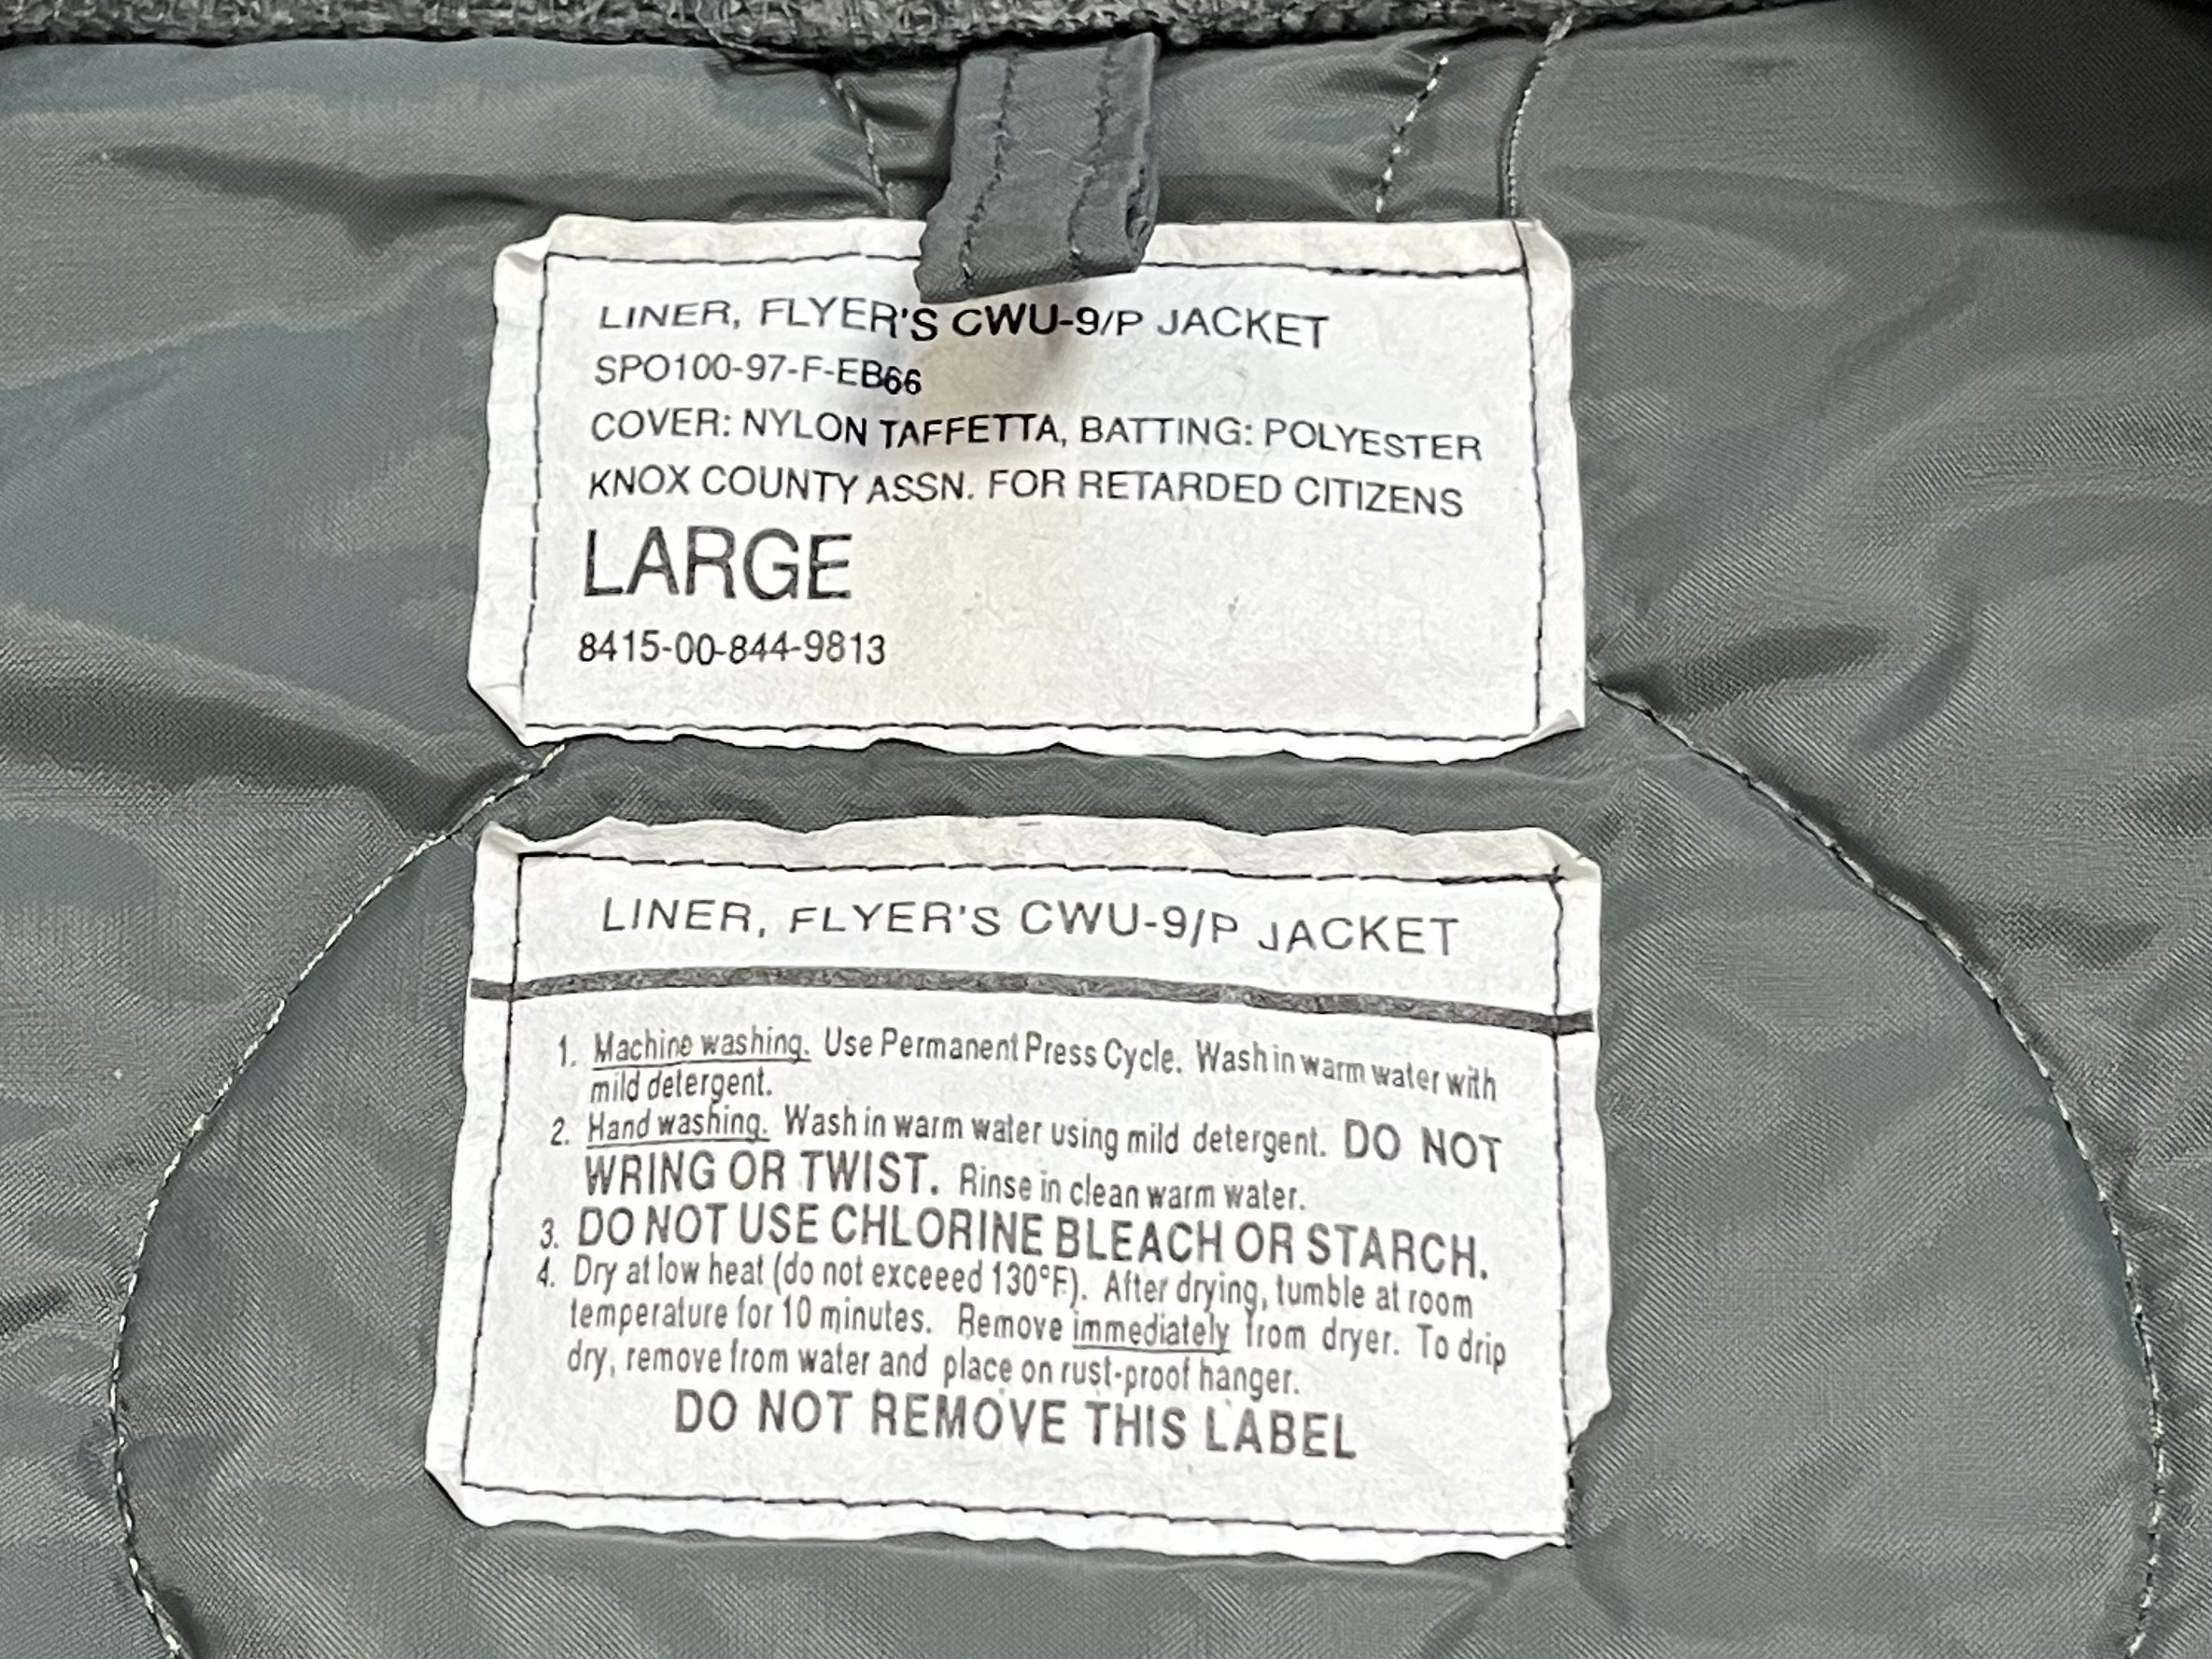 LINER, FLYER'S CWU-9/P JACKET
SPO100-97-F-EB66
COVER: NYLON TAFFETTA, BATTING: POLYESTER
KNOX COUNTY ASSN. FOR RETARDED CITIZENS
LARGE
8415-00-844-9813
LINER, FLYER'S CWU-9/P JACKET
1. Machine washing. Use Permanent Press Cycle. Wash in warm water with
mild detergent.
2. Hand washing. Wash in warm water using mild detergent. DO NOT
WRING OR TWIST. Rinse in clean warm water.
3. DO NOT USE CHLORINE BLEACH OR STARCH.
4. Dry at low heat (do not exceeed 130°F). After drying, tumble at room
temperature for 10 minutes. Remove immediately from dryer. To drip
dry, remove from water and place on rust-proof hanger.
DO NOT REMOVE THIS LABEL